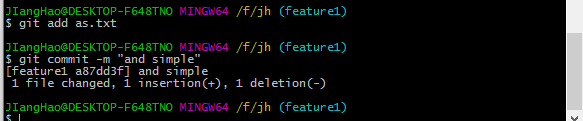 JIangHao@DESKTOP-F648TNO MINGW64 /f/jh (feature1)
$ git add as.txt
JIangHao@DESKTOP-F648TNO MINGW64 /f/jh (feature1)
$ git commit -m "and simple"
[feature1 a87dd3f] and simple
 1 file changed, 1 insertion(+), 1 deletion(-)
JIangHao@DESKTOP-F648TNO MINGW64 /f/jh (feature1)
$